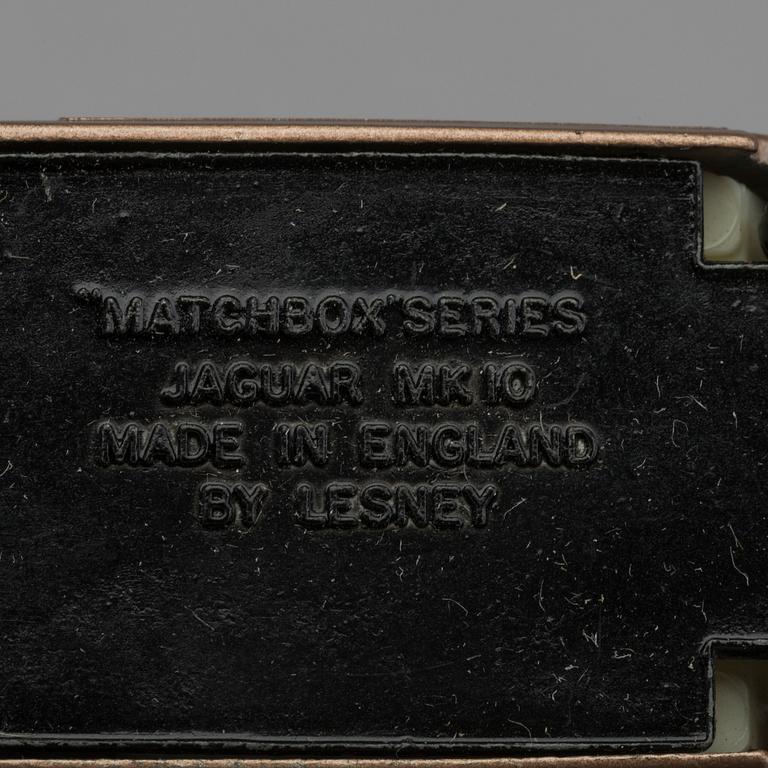 "MATCHBOX" SERIES
JAGUAR MK 10
MADE IN ENGLAND
BY LESNEY